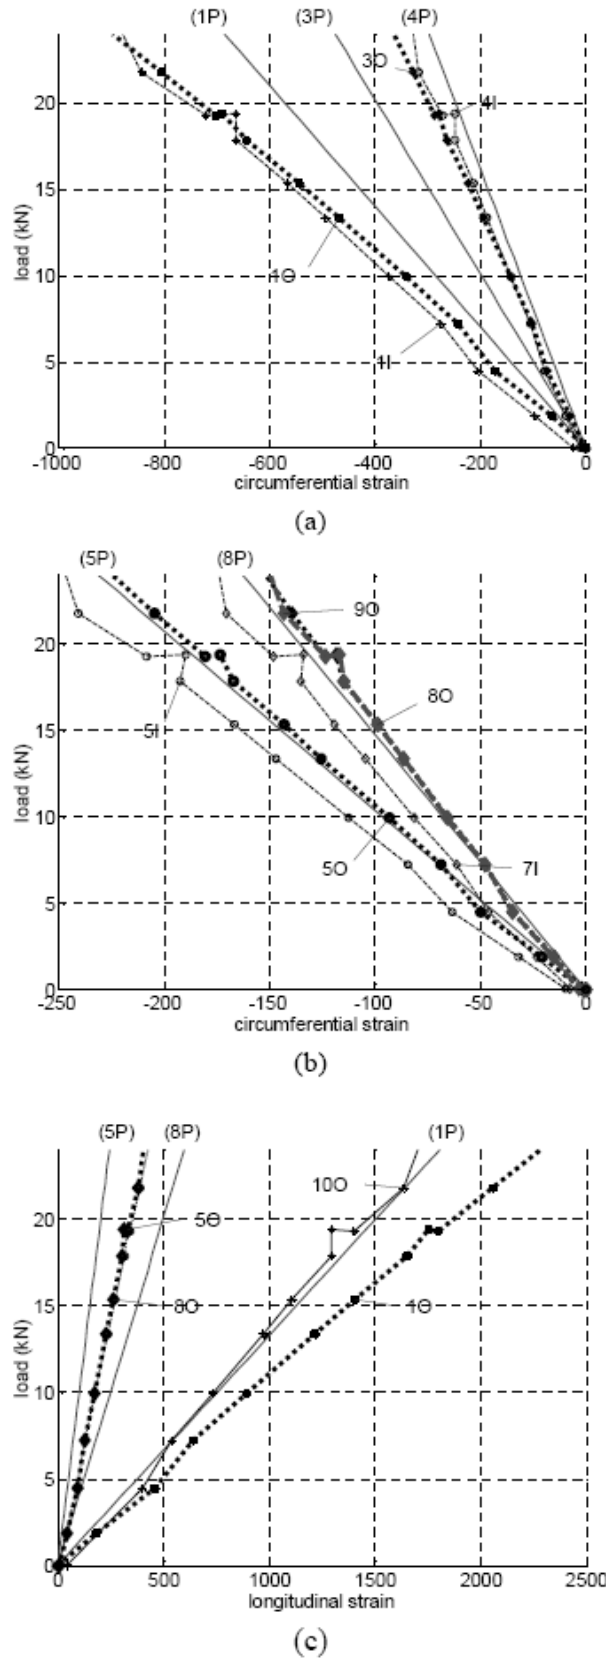 (1P) (3P) (4P)
3O
4I
20
15
10
5
0
load (kN)
1O
1I
-1000 -800 -600 -400 -200 0
circumferential strain
(a)
(5P) (8P)
9O
20
8O
5I
15
10
5O
7I
5
0
load (kN)
-250 -200 -150 -100 -50 0
circumferential strain
(b)
(5P) (8P) (1P)
10O
20
5O
15
8O
1O
10
5
0
load (kN)
0 500 1000 1500 2000 2500
longitudinal strain
(c)